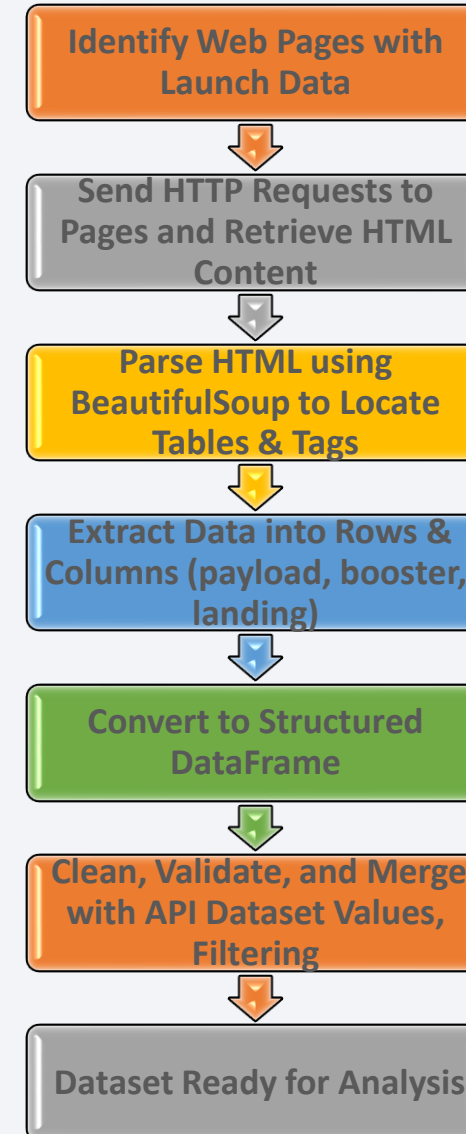 Identify Web Pages with
Launch Data
Send HTTP Requests to
Pages and Retrieve HTML
Content
Parse HTML using
BeautifulSoup to Locate
Tables & Tags
Extract Data into Rows &
Columns (payload, booster,
landing)
Convert to Structured
DataFrame
Clean, Validate, and Merge
with API Dataset Values,
Filtering
Dataset Ready for Analysis